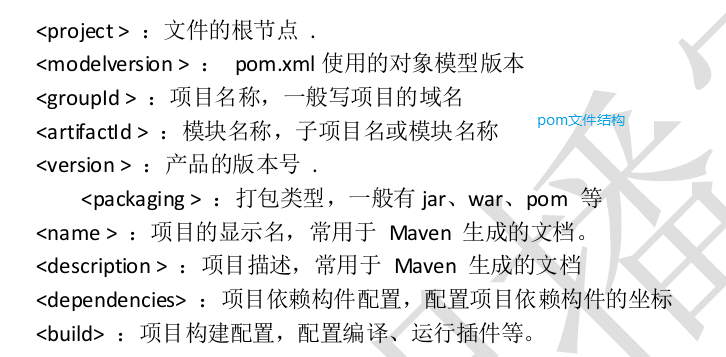 <project > ：文件的根节点 .
<modelversion > ： pom.xml 使用的对象模型版本
<groupId > ：项目名称，一般写项目的域名
<artifactId > ：模块名称，子项目名或模块名称
pom文件结构
<version > ：产品的版本号 .
<packaging > ：打包类型，一般有 jar、war、pom 等
<name > ：项目的显示名，常用于 Maven 生成的文档。
<description > ：项目描述，常用于 Maven 生成的文档
<dependencies> ：项目依赖构件配置，配置项目依赖构件的坐标
<build> ：项目构建配置，配置编译、运行插件等。
播